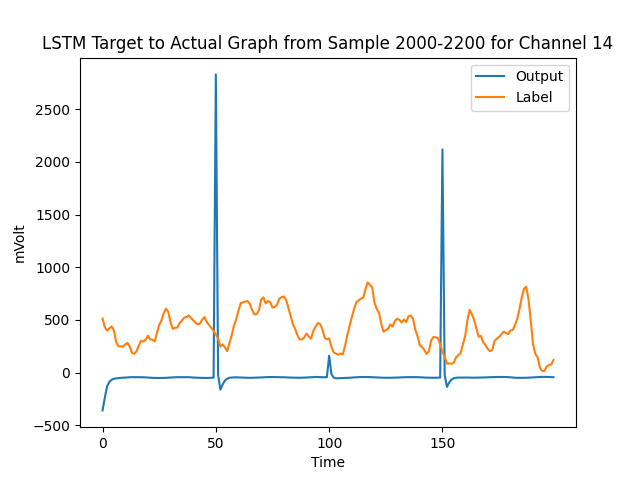 LSTM Target to Actual Graph from Sample 2000-2200 for Channel 14
Output
Label
2500
2000
1500
1000
500
0
−500
mVolt
0 50 100 150
Time